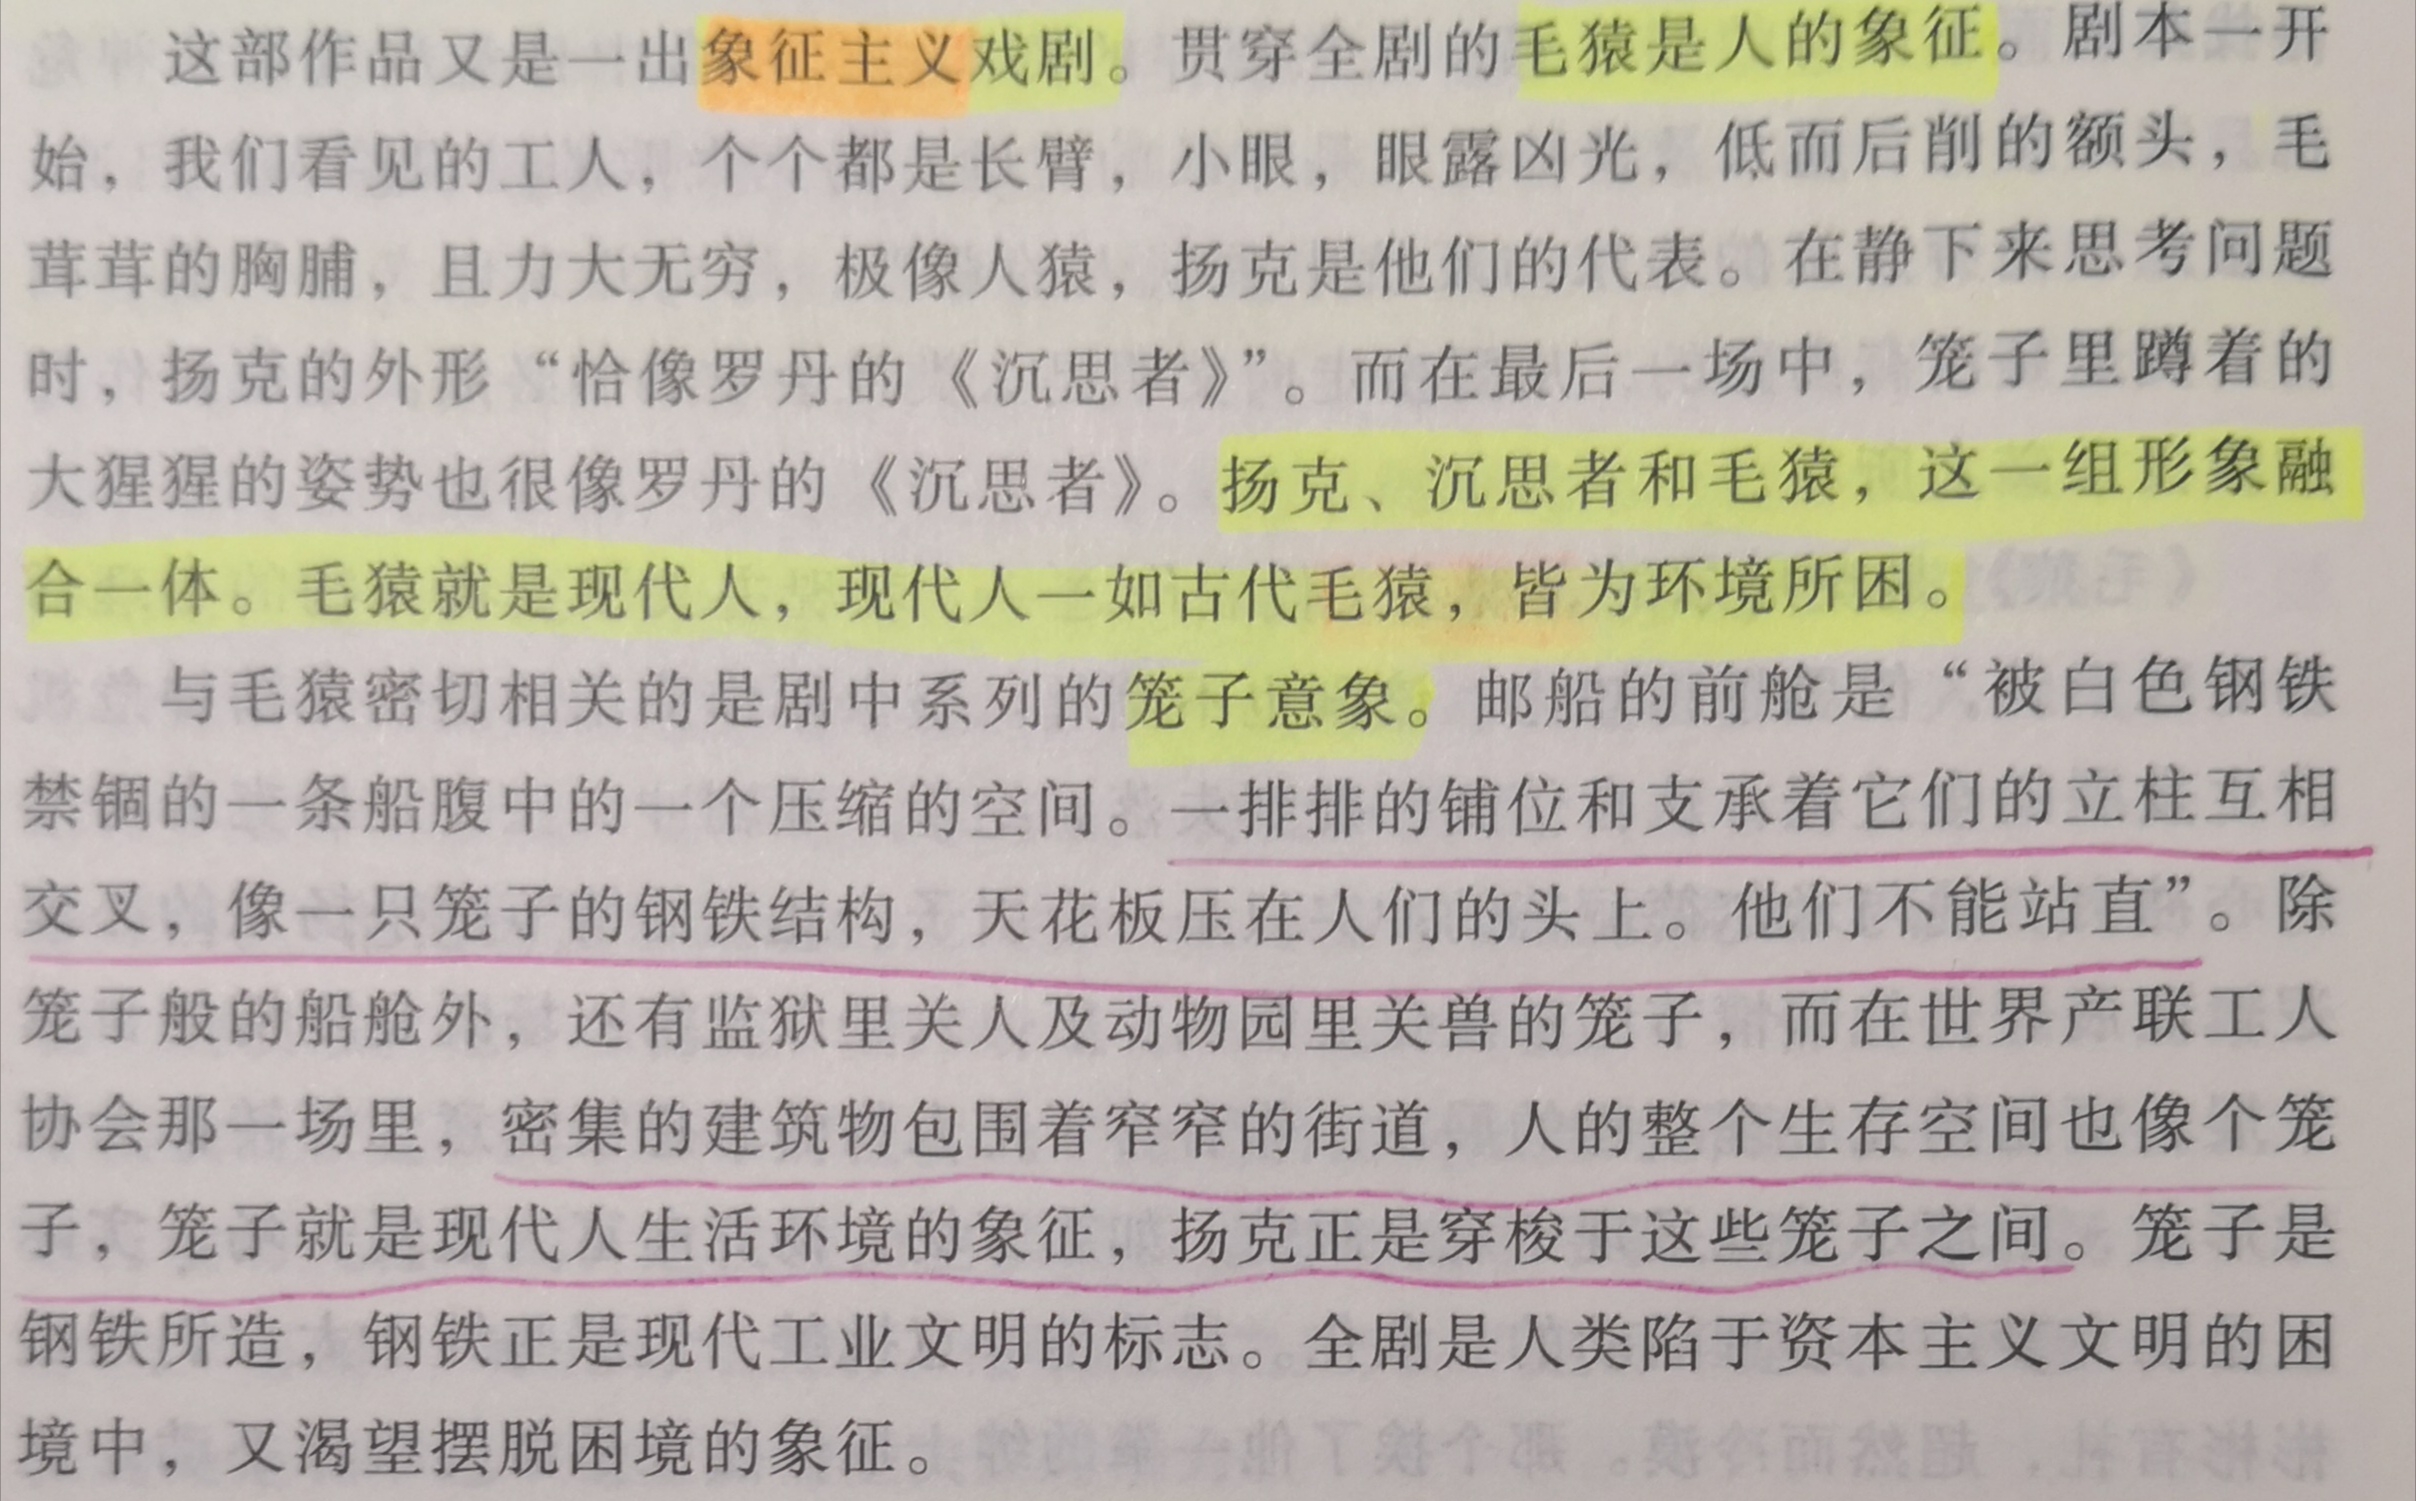 这部作品又是一出象征主义戏剧。贯穿全剧的毛猿是人的象征。剧本一开
始，我们看见的工人，个个都是长臂，小眼，眼露凶光，低而后削的额头，毛
茸茸的胸脯，且力大无穷，极像人猿，扬克是他们的代表。在静下来思考问题
时，扬克的外形“恰像罗丹的《沉思者》”。而在最后一场中，笼子里蹲着的
大猩猩的姿势也很像罗丹的《沉思者》。扬克、沉思者和毛猿，这一组形象融
合一体。毛猿就是现代人，现代人一如古代毛猿，皆为环境所困。
与毛猿密切相关的是剧中系列的笼子意象。邮船的前舱是“被白色钢铁
禁锢的一条船腹中的一个压缩的空间。一排排的铺位和支承着它们的立柱互相
交叉，像一只笼子的钢铁结构，天花板压在人们的头上。他们不能站直”。除
笼子般的船舱外，还有监狱里关人及动物园里关兽的笼子，而在世界产联工人
协会那一场里，密集的建筑物包围着窄窄的街道，人的整个生存空间也像个笼
子，笼子就是现代人生活环境的象征，扬克正是穿梭于这些笼子之间。笼子是
钢铁所造，钢铁正是现代工业文明的标志。全剧是人类陷于资本主义文明的困
境中，又渴望摆脱困境的象征。